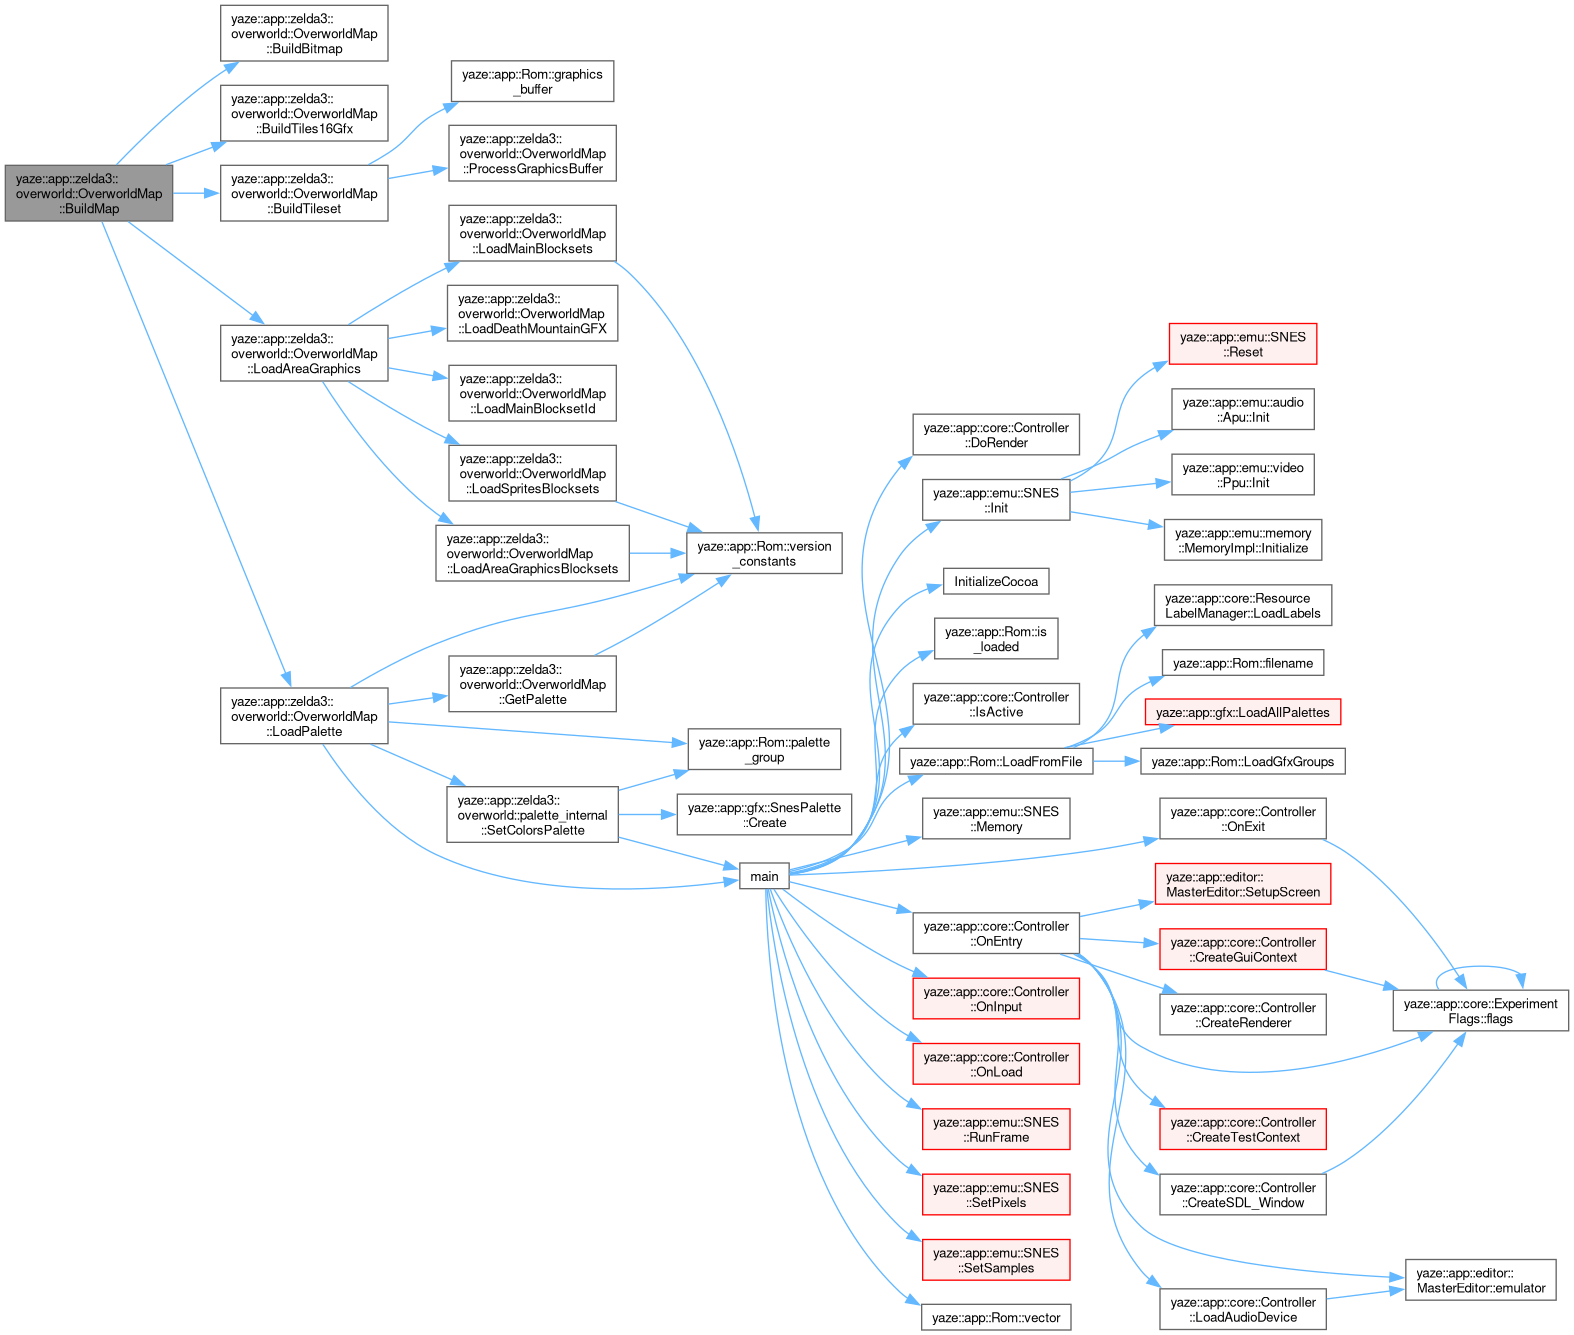 yaze::app::zelda3::
overworld::OverworldMap
::BuildMap
yaze::app::zelda3::
overworld::OverworldMap
::BuildBitmap
yaze::app::zelda3::
overworld::OverworldMap
::BuildTiles16Gfx
yaze::app::zelda3::
overworld::OverworldMap
::BuildTileset
yaze::app::zelda3::
overworld::OverworldMap
::LoadAreaGraphics
yaze::app::zelda3::
overworld::OverworldMap
::LoadPalette
yaze::app::Rom::graphics
_buffer
yaze::app::zelda3::
overworld::OverworldMap
::ProcessGraphicsBuffer
yaze::app::zelda3::
overworld::OverworldMap
::LoadMainBlocksets
yaze::app::zelda3::
overworld::OverworldMap
::LoadDeathMountainGFX
yaze::app::zelda3::
overworld::OverworldMap
::LoadMainBlocksetId
yaze::app::zelda3::
overworld::OverworldMap
::LoadSpritesBlocksets
yaze::app::zelda3::
overworld::OverworldMap
::LoadAreaGraphicsBlocksets
yaze::app::zelda3::
overworld::OverworldMap
::GetPalette
yaze::app::zelda3::
overworld::palette_internal
::SetColorsPalette
yaze::app::Rom::version
_constants
yaze::app::Rom::palette
_group
yaze::app::gfx::SnesPalette
::Create
main
yaze::app::core::Controller
::DoRender
yaze::app::emu::SNES
::Init
InitializeCocoa
yaze::app::Rom::is
_loaded
yaze::app::core::Controller
::IsActive
yaze::app::Rom::LoadFromFile
yaze::app::emu::SNES
::Memory
yaze::app::core::Controller
::OnEntry
yaze::app::core::Controller
::OnInput
yaze::app::core::Controller
::OnLoad
yaze::app::emu::SNES
::RunFrame
yaze::app::emu::SNES
::SetPixels
yaze::app::emu::SNES
::SetSamples
yaze::app::Rom::vector
yaze::app::emu::SNES
::Reset
yaze::app::emu::audio
::Apu::Init
yaze::app::emu::video
::Ppu::Init
yaze::app::emu::memory
::MemoryImpl::Initialize
yaze::app::core::Resource
LabelManager::LoadLabels
yaze::app::Rom::filename
yaze::app::gfx::LoadAllPalettes
yaze::app::Rom::LoadGfxGroups
yaze::app::core::Controller
::OnExit
yaze::app::editor::
MasterEditor::SetupScreen
yaze::app::core::Controller
::CreateGuiContext
yaze::app::core::Controller
::CreateRenderer
yaze::app::core::Controller
::CreateTestContext
yaze::app::core::Controller
::CreateSDL_Window
yaze::app::core::Controller
::LoadAudioDevice
yaze::app::core::Experiment
Flags::flags
yaze::app::editor::
MasterEditor::emulator